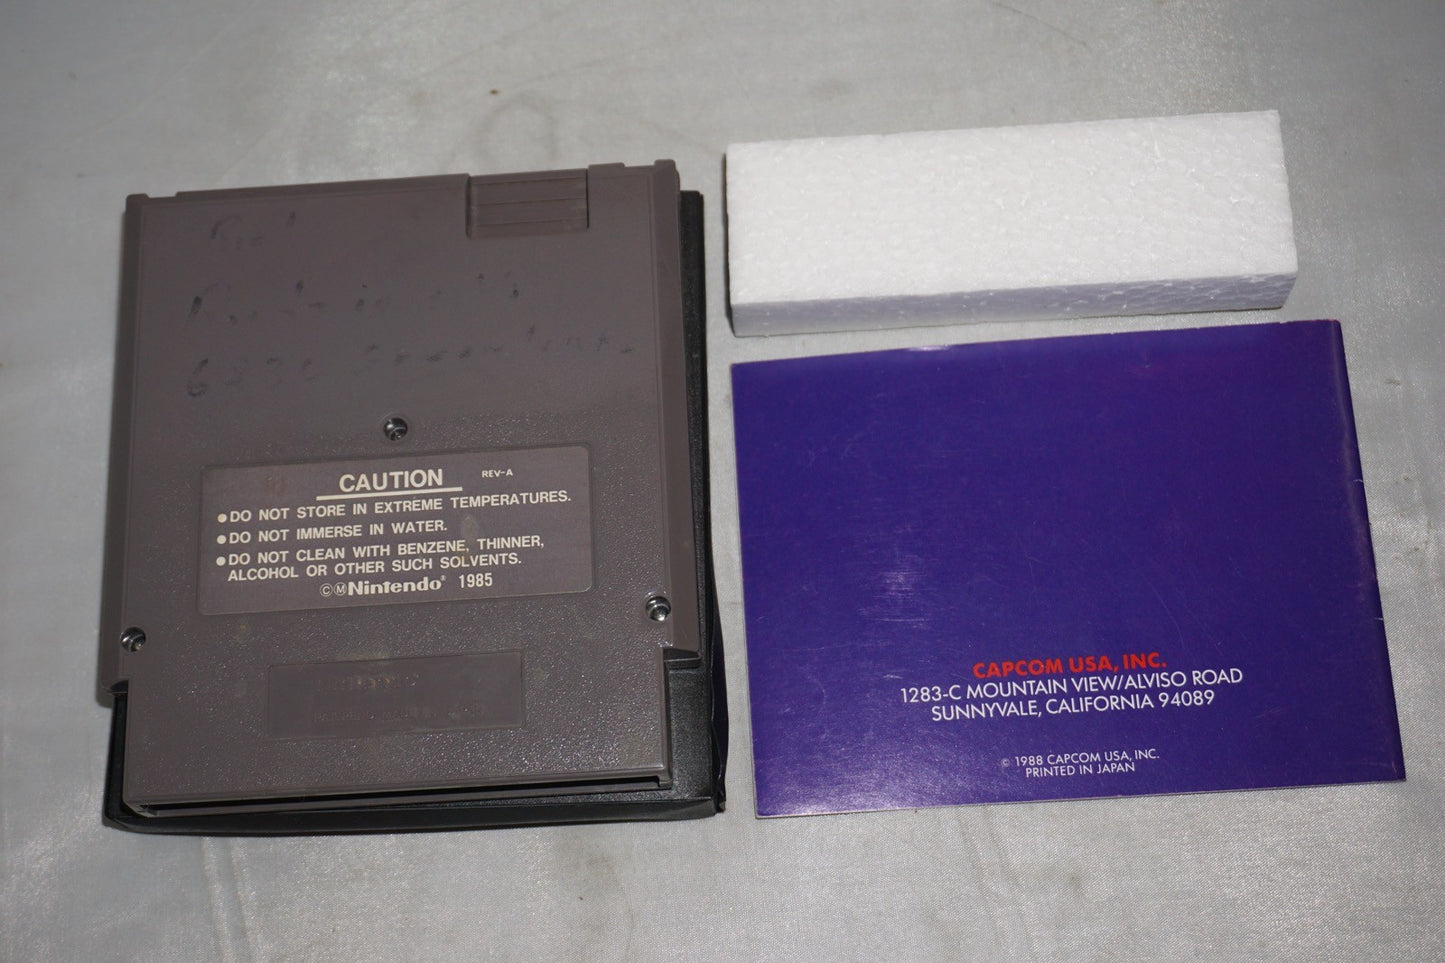 CAUTION REV-A
●DO NOT STORE IN EXTREME TEMPERATURES.
●DO NOT IMMERSE IN WATER.
●DO NOT CLEAN WITH BENZENE, THINNER,
ALCOHOL OR OTHER SUCH SOLVENTS.
ⒸⓂNintendo® 1985
CAPCOM USA, INC.
1283-C MOUNTAIN VIEW/ALVISO ROAD
SUNNYVALE, CALIFORNIA 94089
© 1988 CAPCOM USA, INC.
PRINTED IN JAPAN